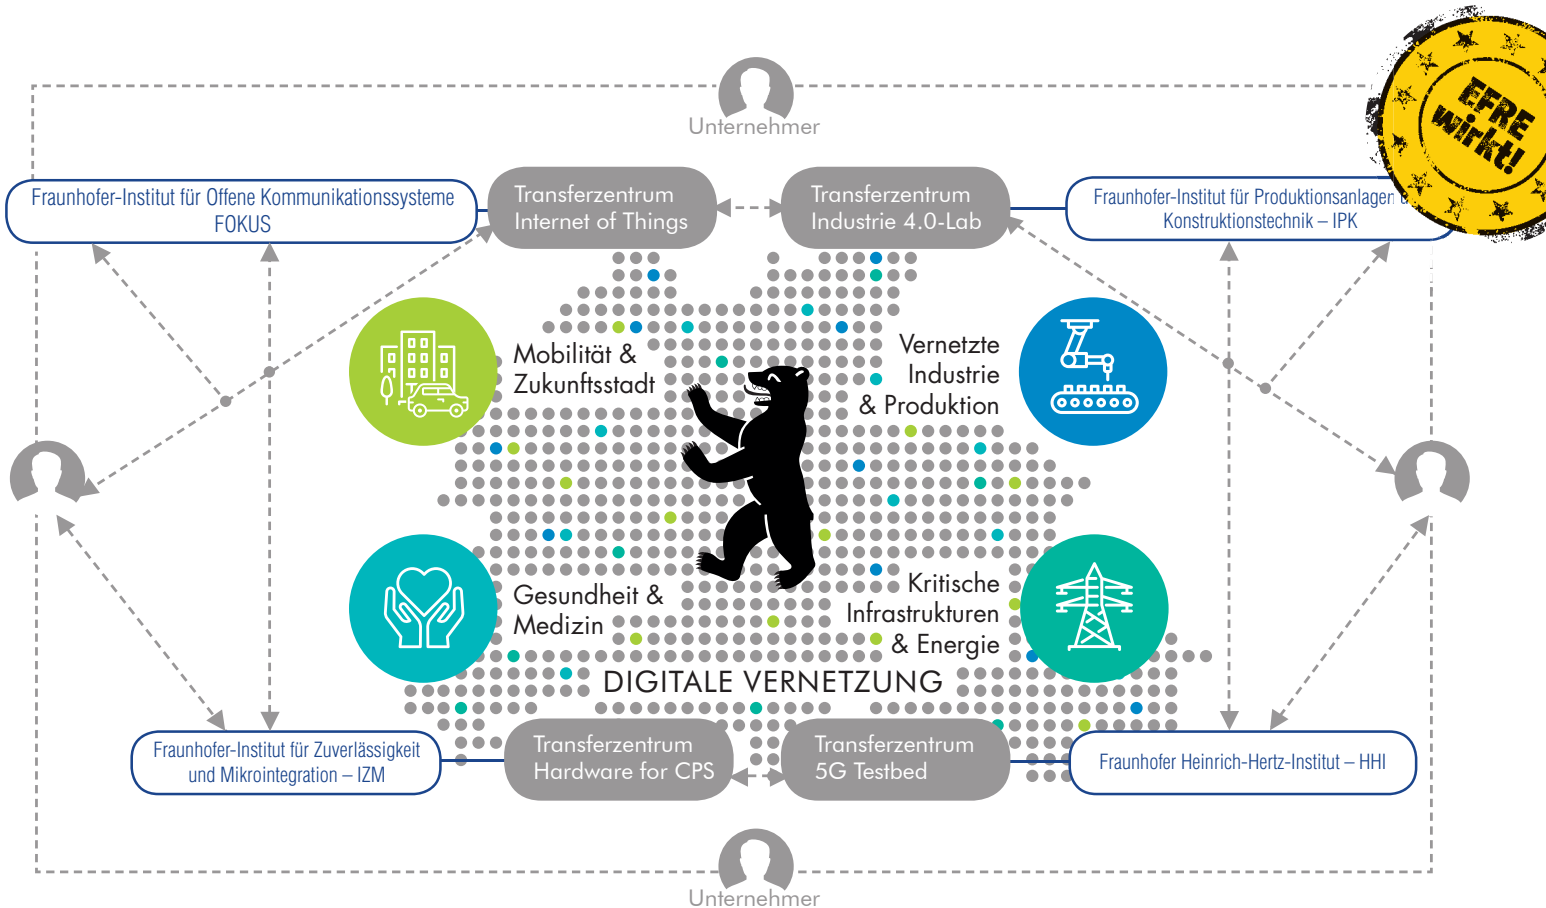 Unternehmer
EFRE
wirkt!
Fraunhofer-Institut für Offene Kommunikationssysteme
FOKUS
Transferzentrum
Internet of Things
Transferzentrum
Industrie 4.0-Lab
Fraunhofer-Institut für Produktionsanlagen
Konstruktionstechnik – IPK
Mobilität &
Zukunftsstadt
Vernetzte
Industrie
& Produktion
Gesundheit &
Medizin
Kritische
Infrastrukturen
& Energie
DIGITALE VERNETZUNG
Fraunhofer-Institut für Zuverlässigkeit
und Mikrointegration – IZM
Transferzentrum
Hardware for CPS
Transferzentrum
5G Testbed
Fraunhofer Heinrich-Hertz-Institut – HHI
Unternehmer